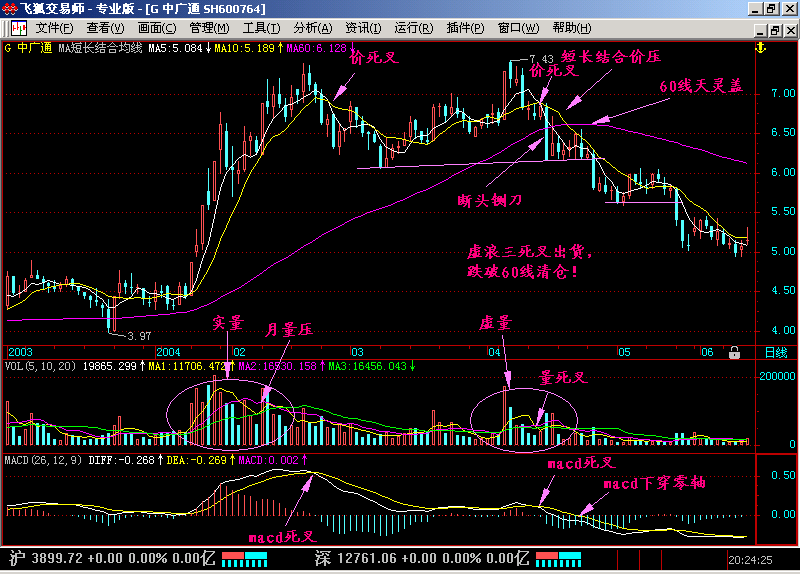 飞狐交易师 - 专业版 - [G 中广通 SH600764]
文件(F) 查看(V) 画面(C) 管理(M) 工具(T) 分析(A) 资讯(I) 运行(R) 插件(P) 窗口(W) 帮助(H)
G 中广通 MA短长结合均线 MA5:5.084↓ MA10:5.189↑ MA60:6.128↓
价死叉
7.43
短长结合价压
价死叉
60线天灵盖
7.00
6.50
6.00
断头铡刀
5.50
虚浪三死叉出货，
5.00
跌破60线清仓！
4.50
4.00
3.97
实量
月量压
虚量
2003 2004 02 03 04 05 06 日线
VOL(5,10,20) 19865.299↑ MA1:11706.472↑ MA2:16530.158↑ MA3:16456.043↓
200000
量死叉
0
MACD(26,12,9) DIFF:-0.268↑ DEA:-0.269↑ MACD:0.002↑
macd死叉
0.50
macd下穿零轴
0.00
macd死叉
沪 3899.72 +0.00 0.00% 0.00亿 深 12761.06 +0.00 0.00% 0.00亿 20:24:25